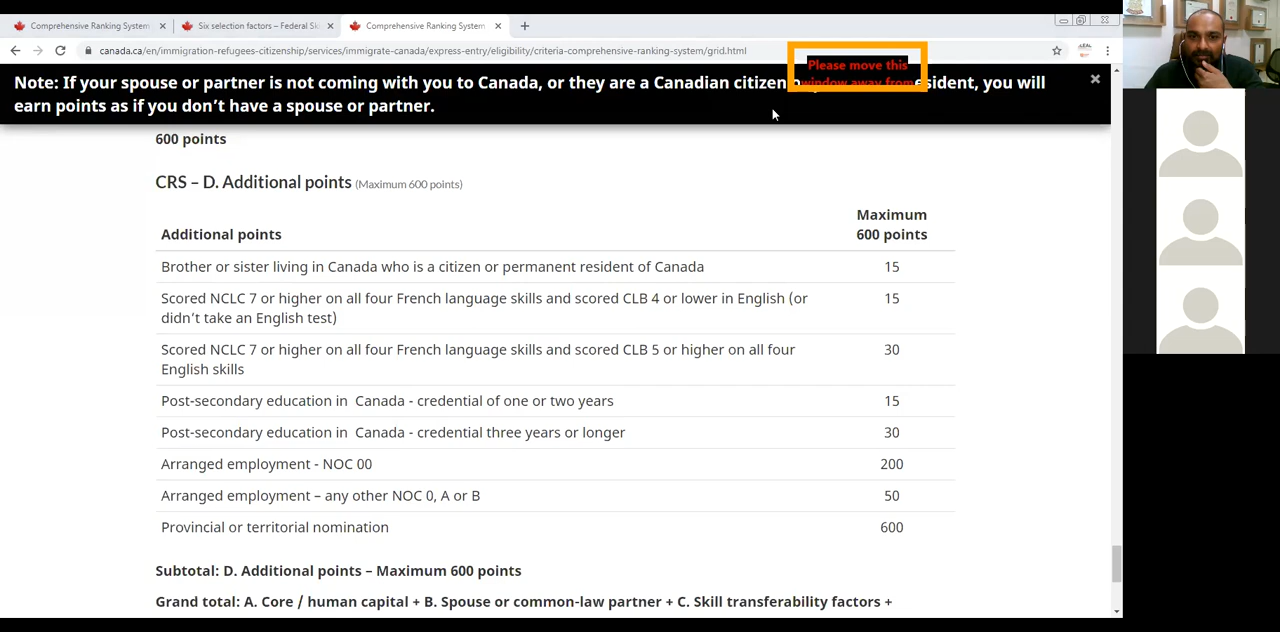 Comprehensive Ranking System
Six selection factors – Federal Sk
Comprehensive Ranking System
canada.ca/en/immigration-refugees-citizenship/services/immigrate-canada/express-entry/eligibility/criteria-comprehensive-ranking-system/grid.html
Please move this
window away from
Note: If your spouse or partner is not coming with you to Canada, or they are a Canadian citizen esident, you will
earn points as if you don’t have a spouse or partner.
600 points
CRS – D. Additional points (Maximum 600 points)
Maximum
Additional points 600 points
Brother or sister living in Canada who is a citizen or permanent resident of Canada 15
Scored NCLC 7 or higher on all four French language skills and scored CLB 4 or lower in English (or 15
didn’t take an English test)
Scored NCLC 7 or higher on all four French language skills and scored CLB 5 or higher on all four 30
English skills
Post-secondary education in Canada - credential of one or two years 15
Post-secondary education in Canada - credential three years or longer 30
Arranged employment - NOC 00 200
Arranged employment – any other NOC 0, A or B 50
Provincial or territorial nomination 600
Subtotal: D. Additional points – Maximum 600 points
Grand total: A. Core / human capital + B. Spouse or common-law partner + C. Skill transferability factors +